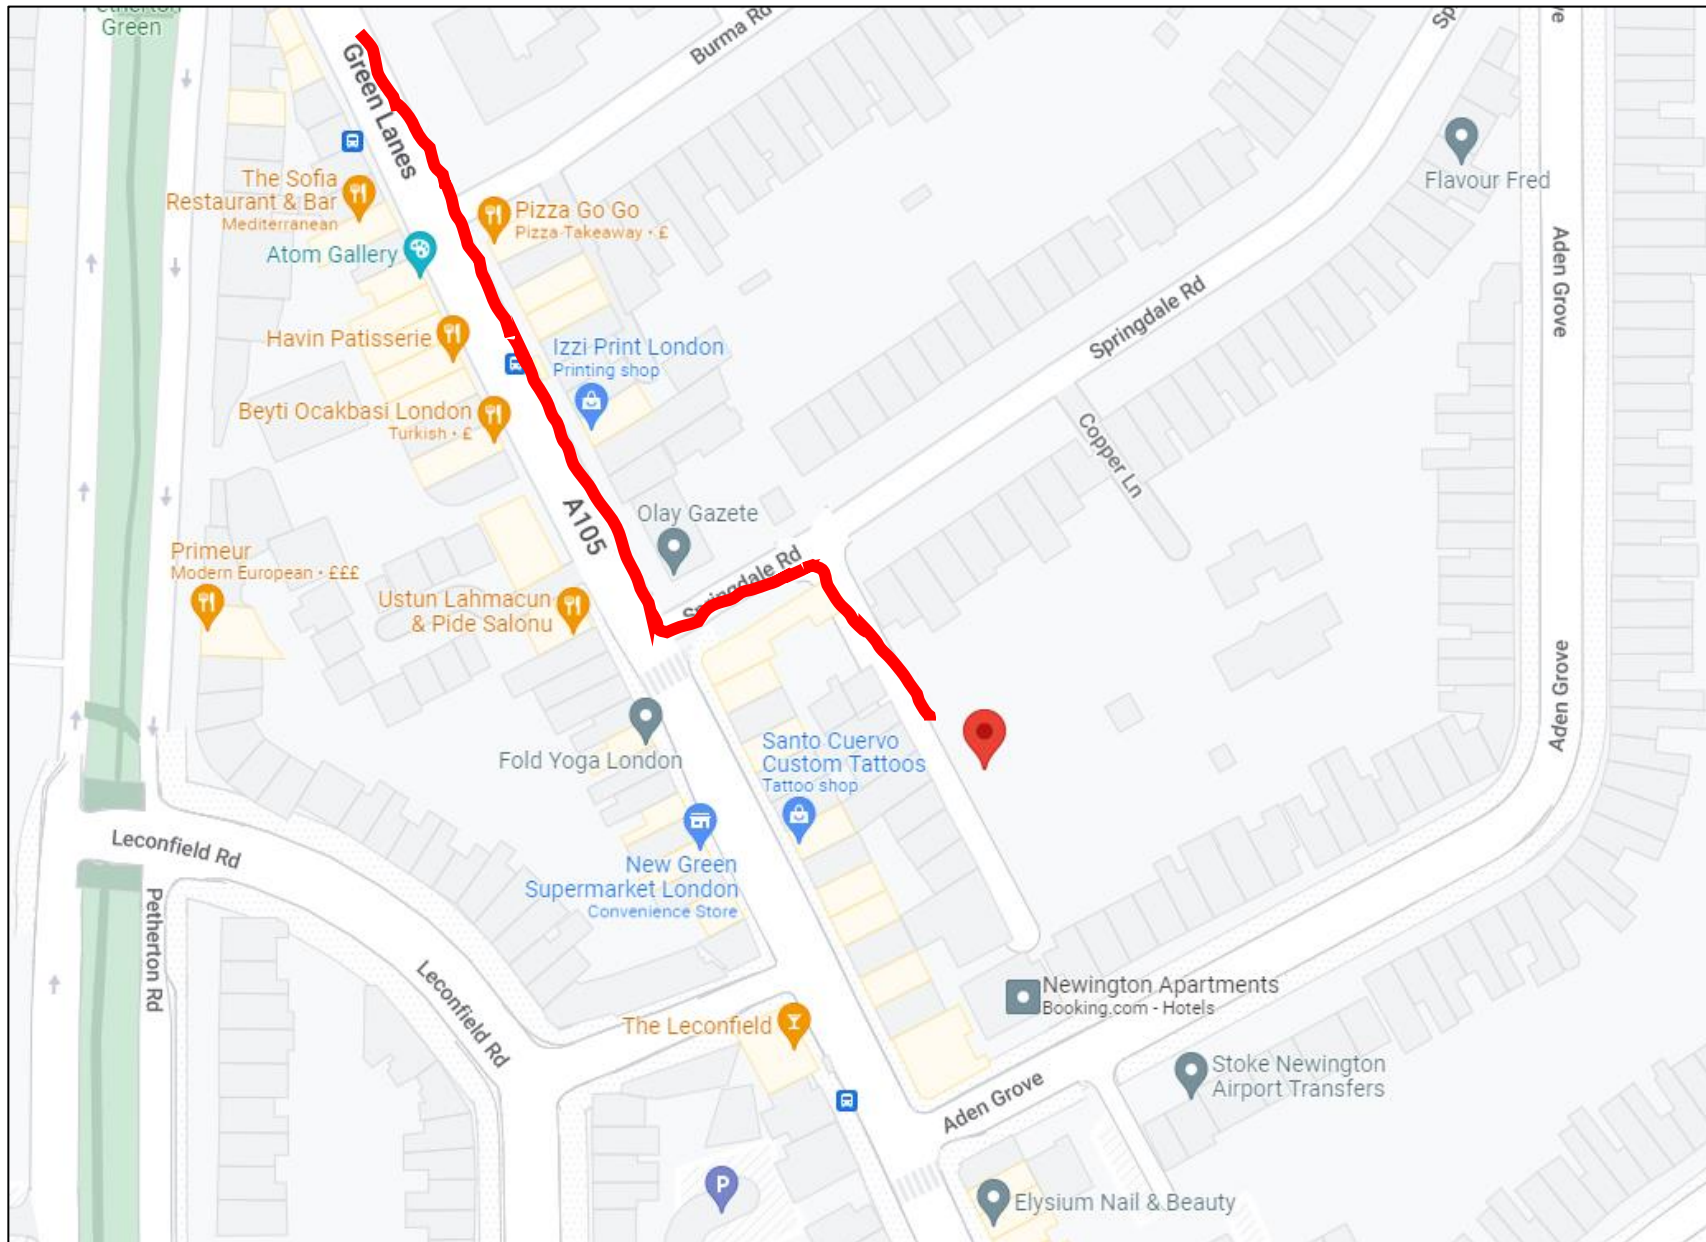 Petherton
Green
Burma Rd
Green Lanes
The Sofia
Restaurant & Bar
Mediterranean
Pizza Go Go
Pizza Takeaway · £
Atom Gallery
Flavour Fred
Aden Grove
Havin Patisserie
Izzi Print London
Printing shop
Springdale Rd
Beyti Ocakbasi London
Turkish · £
Copper Ln
A105
Olay Gazete
Primeur
Modern European · £££
Springdale Rd
Ustun Lahmacun
& Pide Salonu
Aden Grove
Fold Yoga London
Santo Cuervo
Custom Tattoos
Tattoo shop
Leconfield Rd
New Green
Supermarket London
Convenience Store
Petherton Rd
Leconfield Rd
Newington Apartments
Booking.com - Hotels
The Leconfield
Stoke Newington
Airport Transfers
Aden Grove
P
Elysium Nail & Beauty